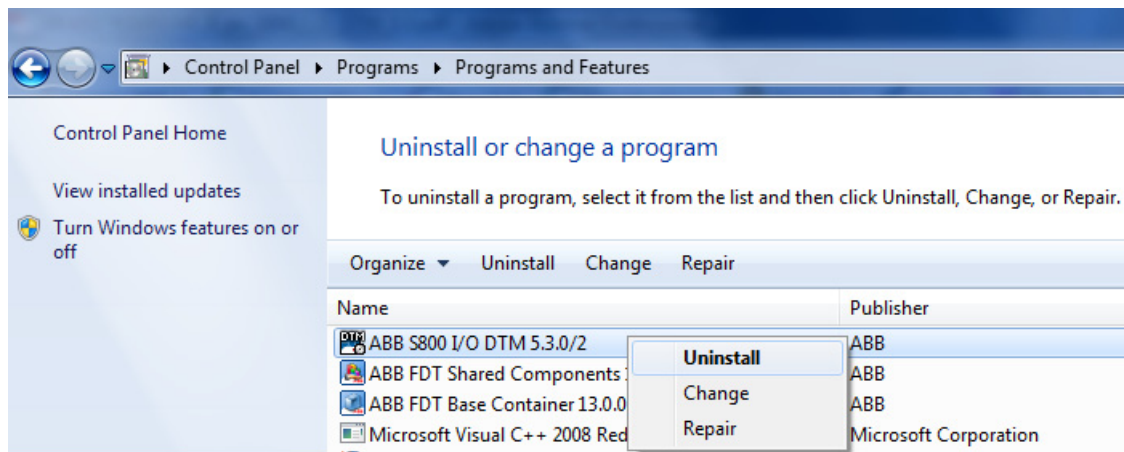 Control Panel ▸ Programs ▸ Programs and Features
Control Panel Home
View installed updates
Turn Windows features on or
off
Uninstall or change a program
To uninstall a program, select it from the list and then click Uninstall, Change, or Repair.
Organize Uninstall Change Repair
Name Publisher
DTM ABB S800 I/O DTM 5.3.0/2 ABB
ABB FDT Shared Components ABB
ABB FDT Base Container 13.0.0 ABB
Microsoft Visual C++ 2008 Red Microsoft Corporation
Uninstall
Change
Repair